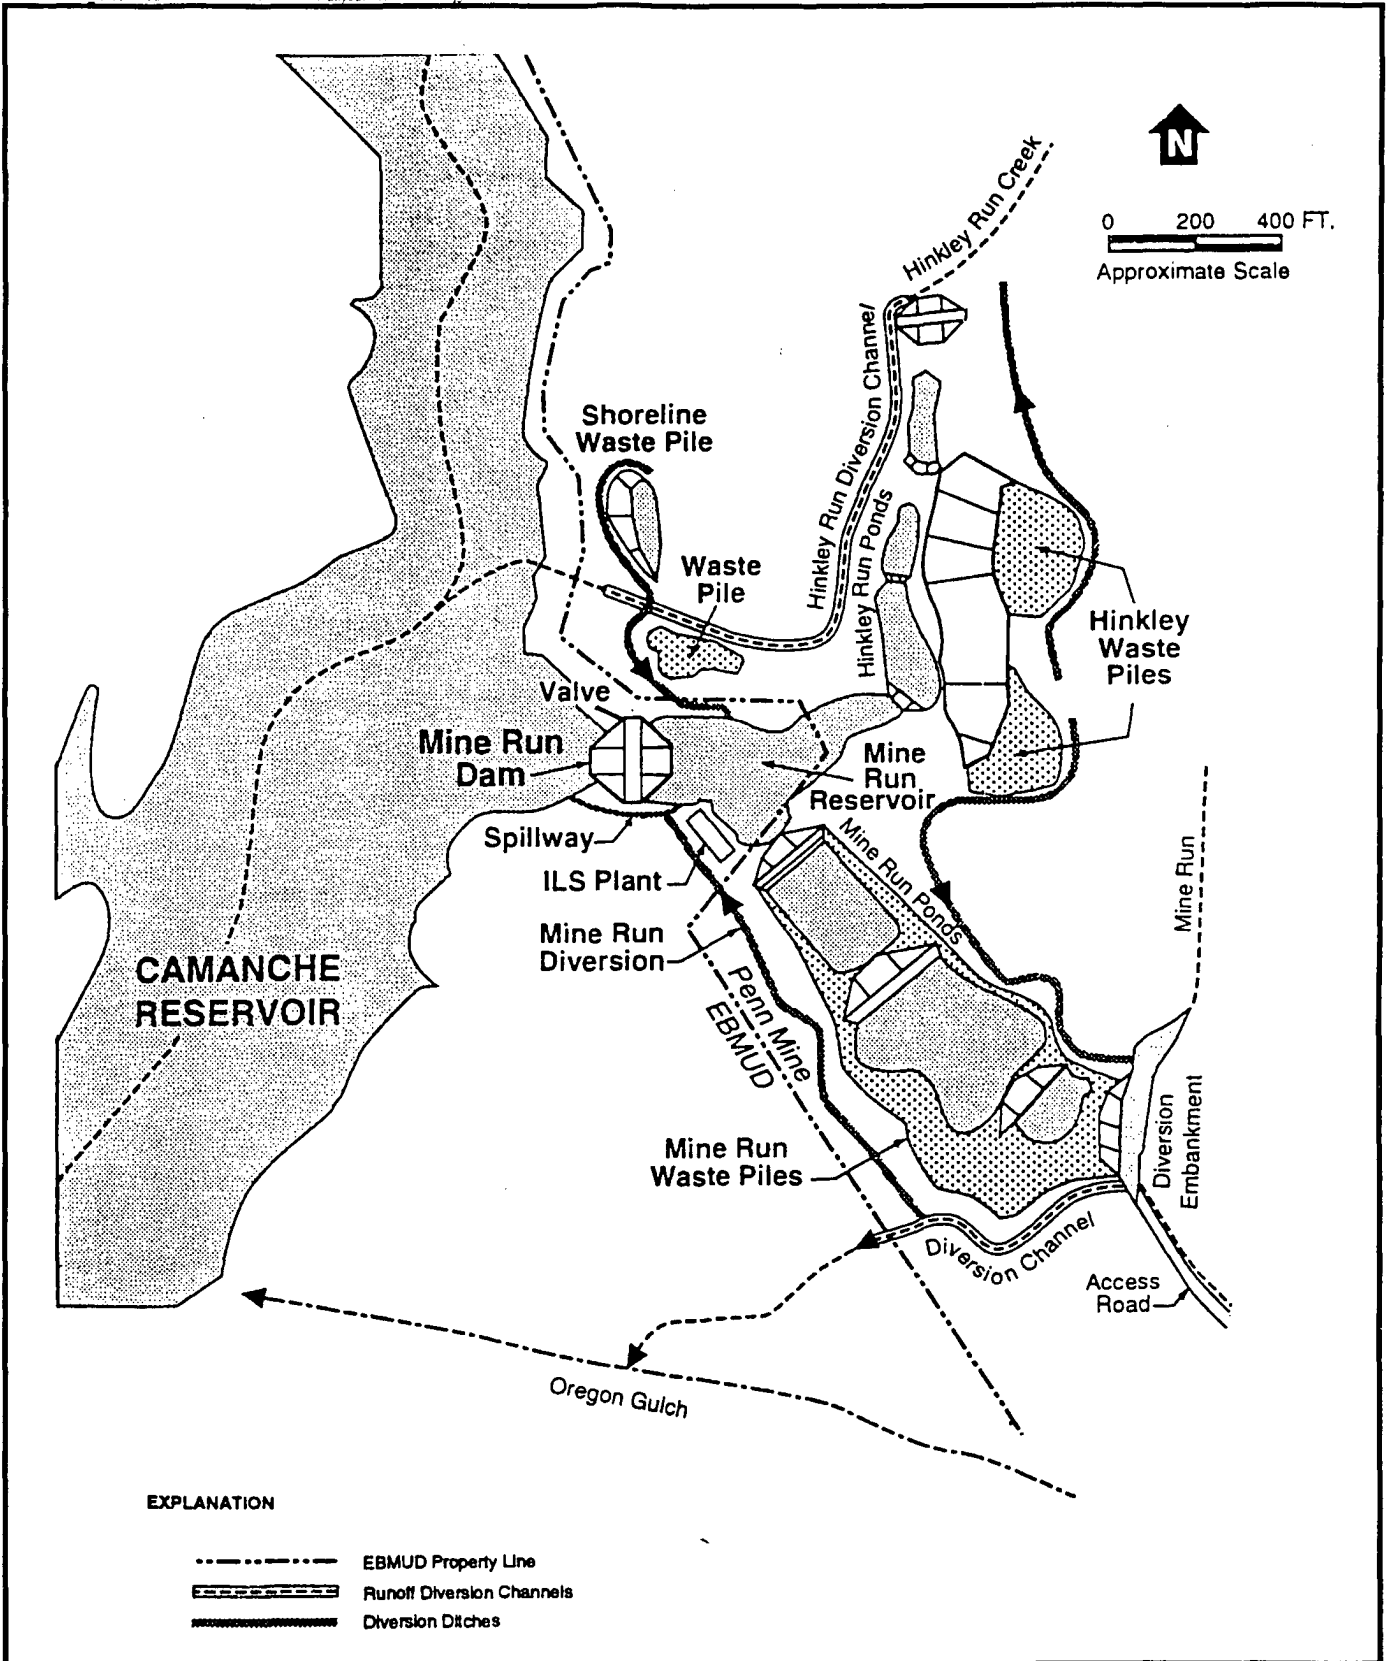 N
0 200 400 FT.
Approximate Scale
Hinkley Run Creek
Hinkley Run Diversion Channel
Shoreline
Waste Pile
Hinkley Run Ponds
Waste
Pile
Hinkley
Waste
Piles
Valve
Mine Run
Dam
Mine
Run
Reservoir
Spillway
ILS Plant
Mine Run Ponds
Mine Run
Mine Run
Diversion
CAMANCHE
RESERVOIR
Penn Mine
EBMUD
Mine Run
Waste Piles
Diversion
Embankment
Diversion Channel
Access
Road
Oregon Gulch
EXPLANATION
EBMUD Property Line
Runoff Diversion Channels
Diversion Ditches